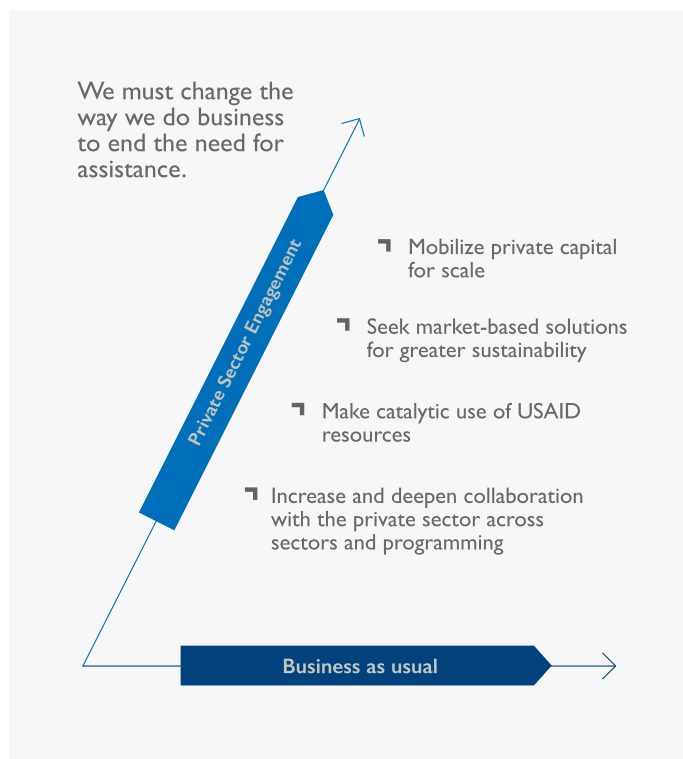 We must change the
way we do business
to end the need for
assistance.
Private Sector Engagement
Mobilize private capital
for scale
Seek market-based solutions
for greater sustainability
Make catalytic use of USAID
resources
Increase and deepen collaboration
with the private sector across
sectors and programming
Business as usual